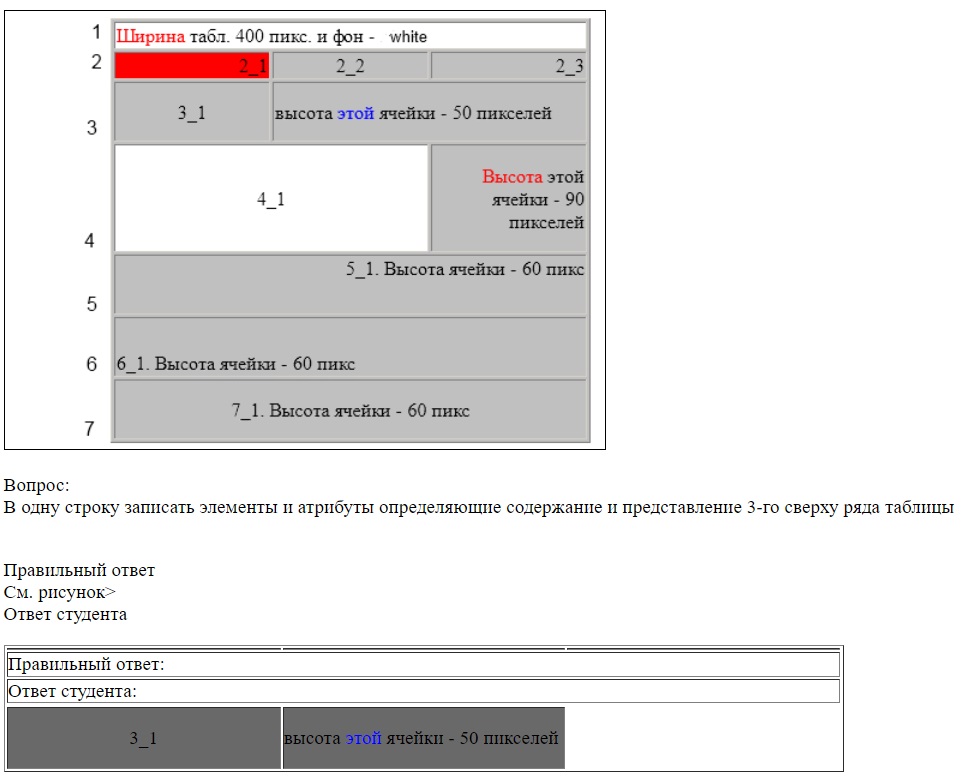 1 Ширина табл. 400 пикс. и фон - white
2 2_1 2_2 2_3
3 3_1 высота этой ячейки - 50 пикселей
4 4_1 Высота этой
ячейки - 90
пикселей
5 5_1. Высота ячейки - 60 пикс
6 6_1. Высота ячейки - 60 пикс
7 7_1. Высота ячейки - 60 пикс
Вопрос:
В одну строку записать элементы и атрибуты определяющие содержание и представление 3-го сверху ряда таблицы
Правильный ответ
См. рисунок>
Ответ студента
Правильный ответ:
Ответ студента:
3_1 высота этой ячейки - 50 пикселей